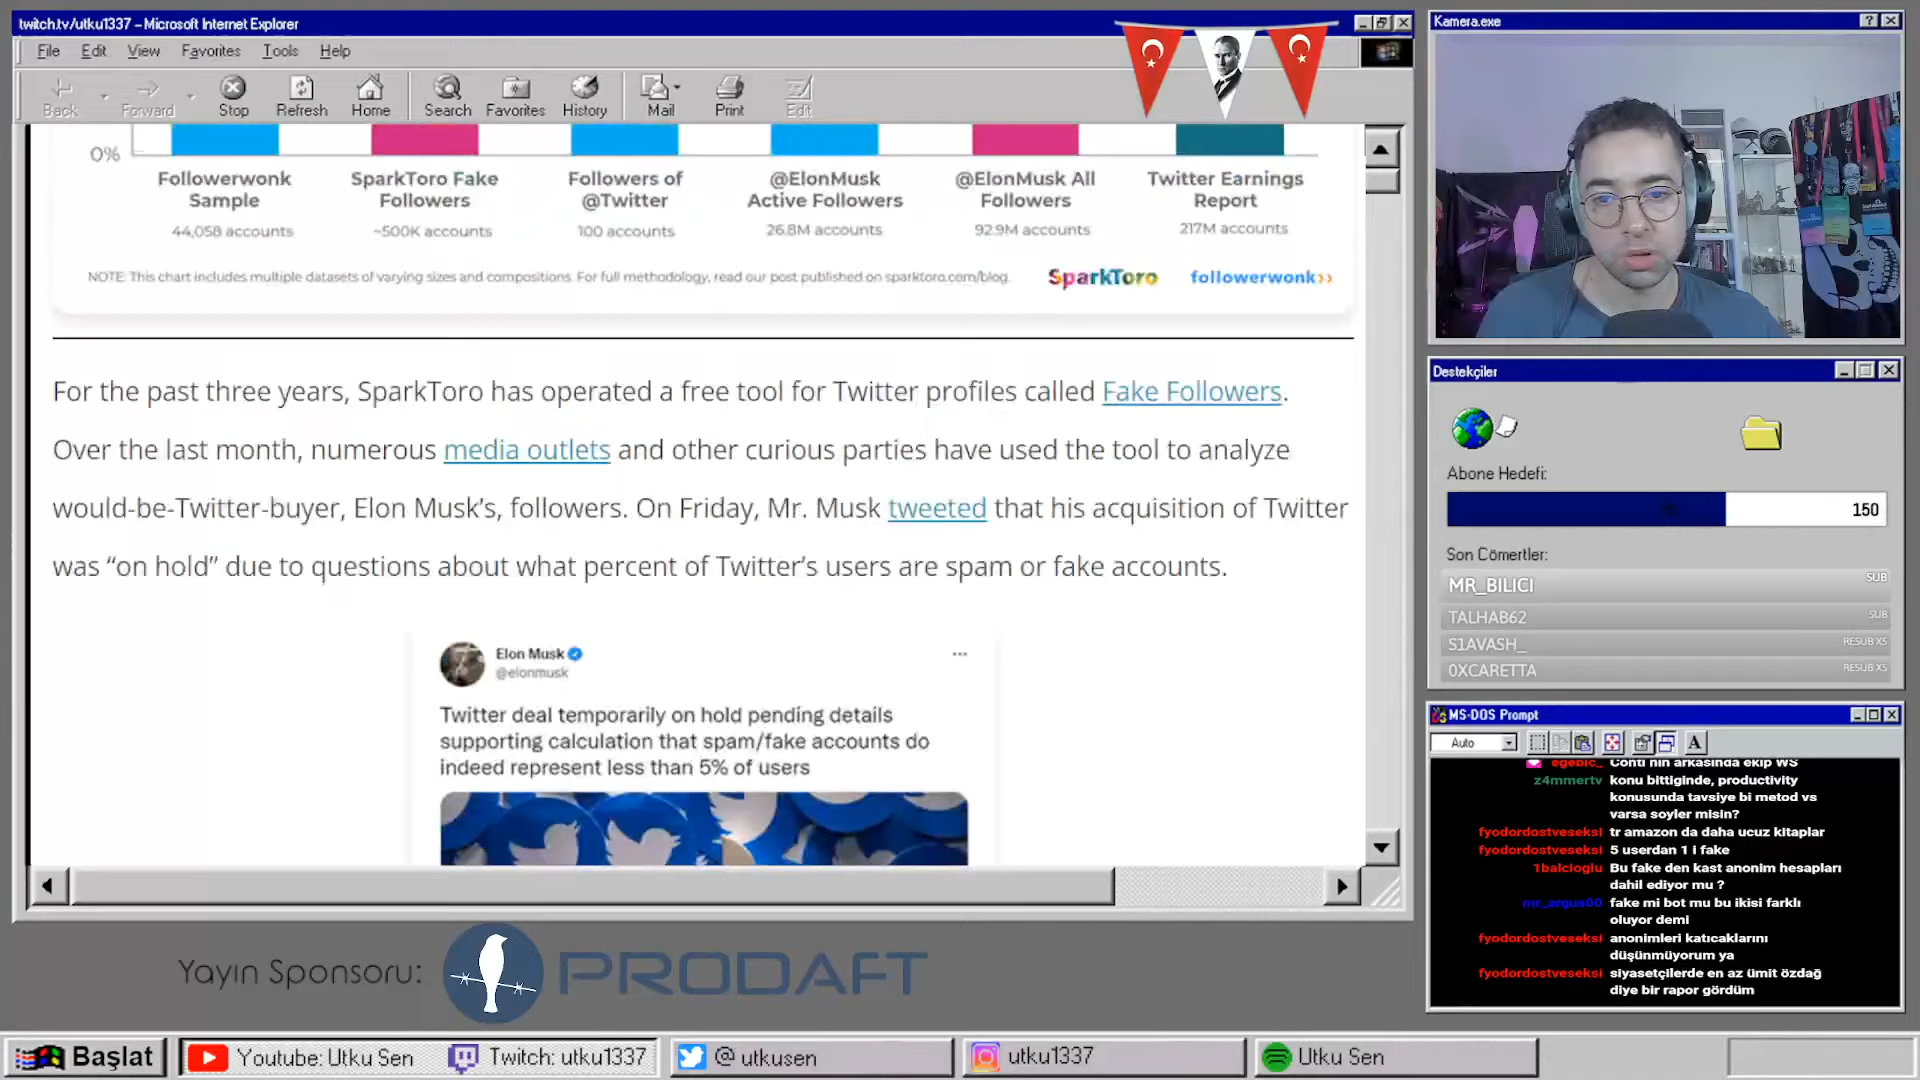 twitch.tv/utku1337 – Microsoft Internet Explorer
File Edit View Favorites Tools Help
Back Forward Stop Refresh Home Search Favorites History Mail Print Edit
0%
Followerwonk Sample
44,058 accounts
SparkToro Fake Followers
~500K accounts
Followers of @Twitter
100 accounts
@ElonMusk Active Followers
26.8M accounts
@ElonMusk All Followers
92.9M accounts
Twitter Earnings Report
217M accounts
NOTE: This chart includes multiple datasets of varying sizes and compositions. For full methodology, read our post published on sparktoro.com/blog.
SparkToro followerwonk››
For the past three years, SparkToro has operated a free tool for Twitter profiles called Fake Followers.
Over the last month, numerous media outlets and other curious parties have used the tool to analyze
would-be-Twitter-buyer, Elon Musk’s, followers. On Friday, Mr. Musk tweeted that his acquisition of Twitter
was “on hold” due to questions about what percent of Twitter’s users are spam or fake accounts.
Elon Musk
@elonmusk
Twitter deal temporarily on hold pending details
supporting calculation that spam/fake accounts do
indeed represent less than 5% of users
Yayın Sponsoru: PRODAFT
Kamera.exe
Destekçiler
Abone Hedefi:
150
Son Cömertler:
MR_BILICI SUB
TALHAB62 SUB
S1AVASH_ RESUB X5
0XCARETTA RESUB X5
MS-DOS Prompt
Auto
A
egebic_ Conti nin arkasinda ekip WS
z4mmertv konu bittiginde, productivity
konusunda tavsiye bi metod vs
varsa soyler misin?
fyodordostveseksi tr amazon da daha ucuz kitaplar
fyodordostveseksi 5 userdan 1 i fake
1balcioglu Bu fake den kast anonim hesapları
dahil ediyor mu ?
mr_argus00 fake mi bot mu bu ikisi farklı
oluyor demi
fyodordostveseksi anonimleri katıcaklarını
düşünmüyorum ya
fyodordostveseksi siyasetçilerde en az ümit özdağ
diye bir rapor gördüm
Başlat
Youtube: Utku Sen
Twitch: utku1337
@utkusen
utku1337
Utku Sen